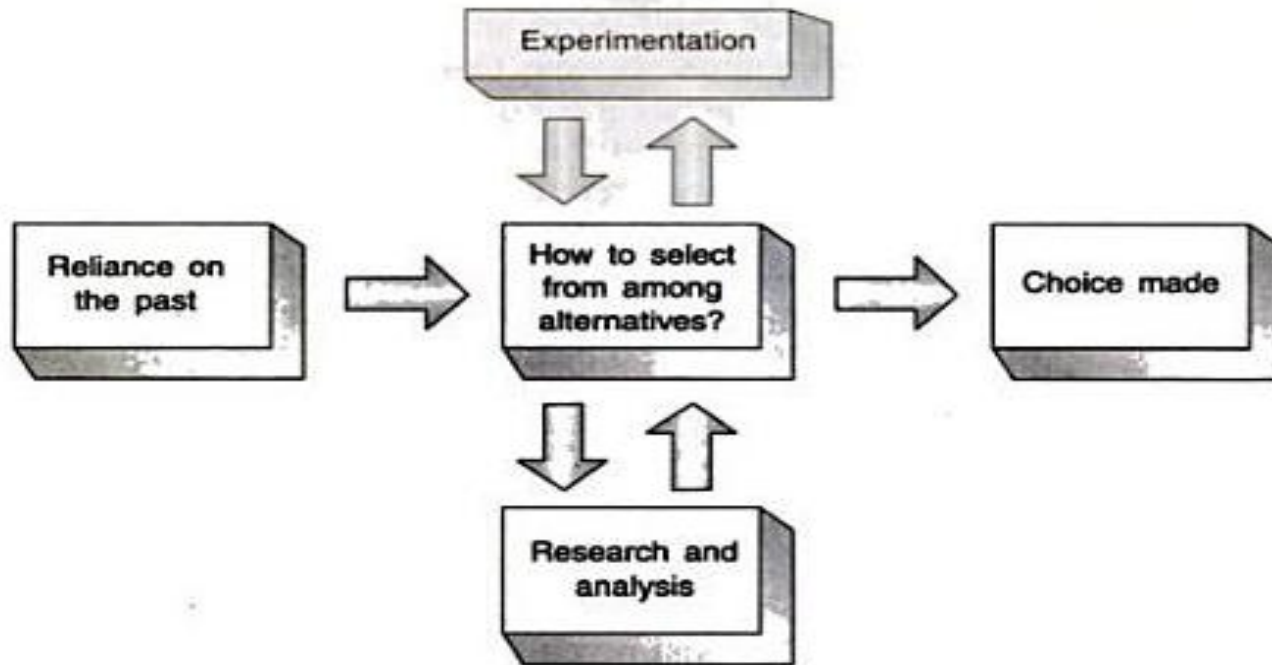 Experimentation
Reliance on
the past
How to select
from among
alternatives?
Choice made
Research and
analysis